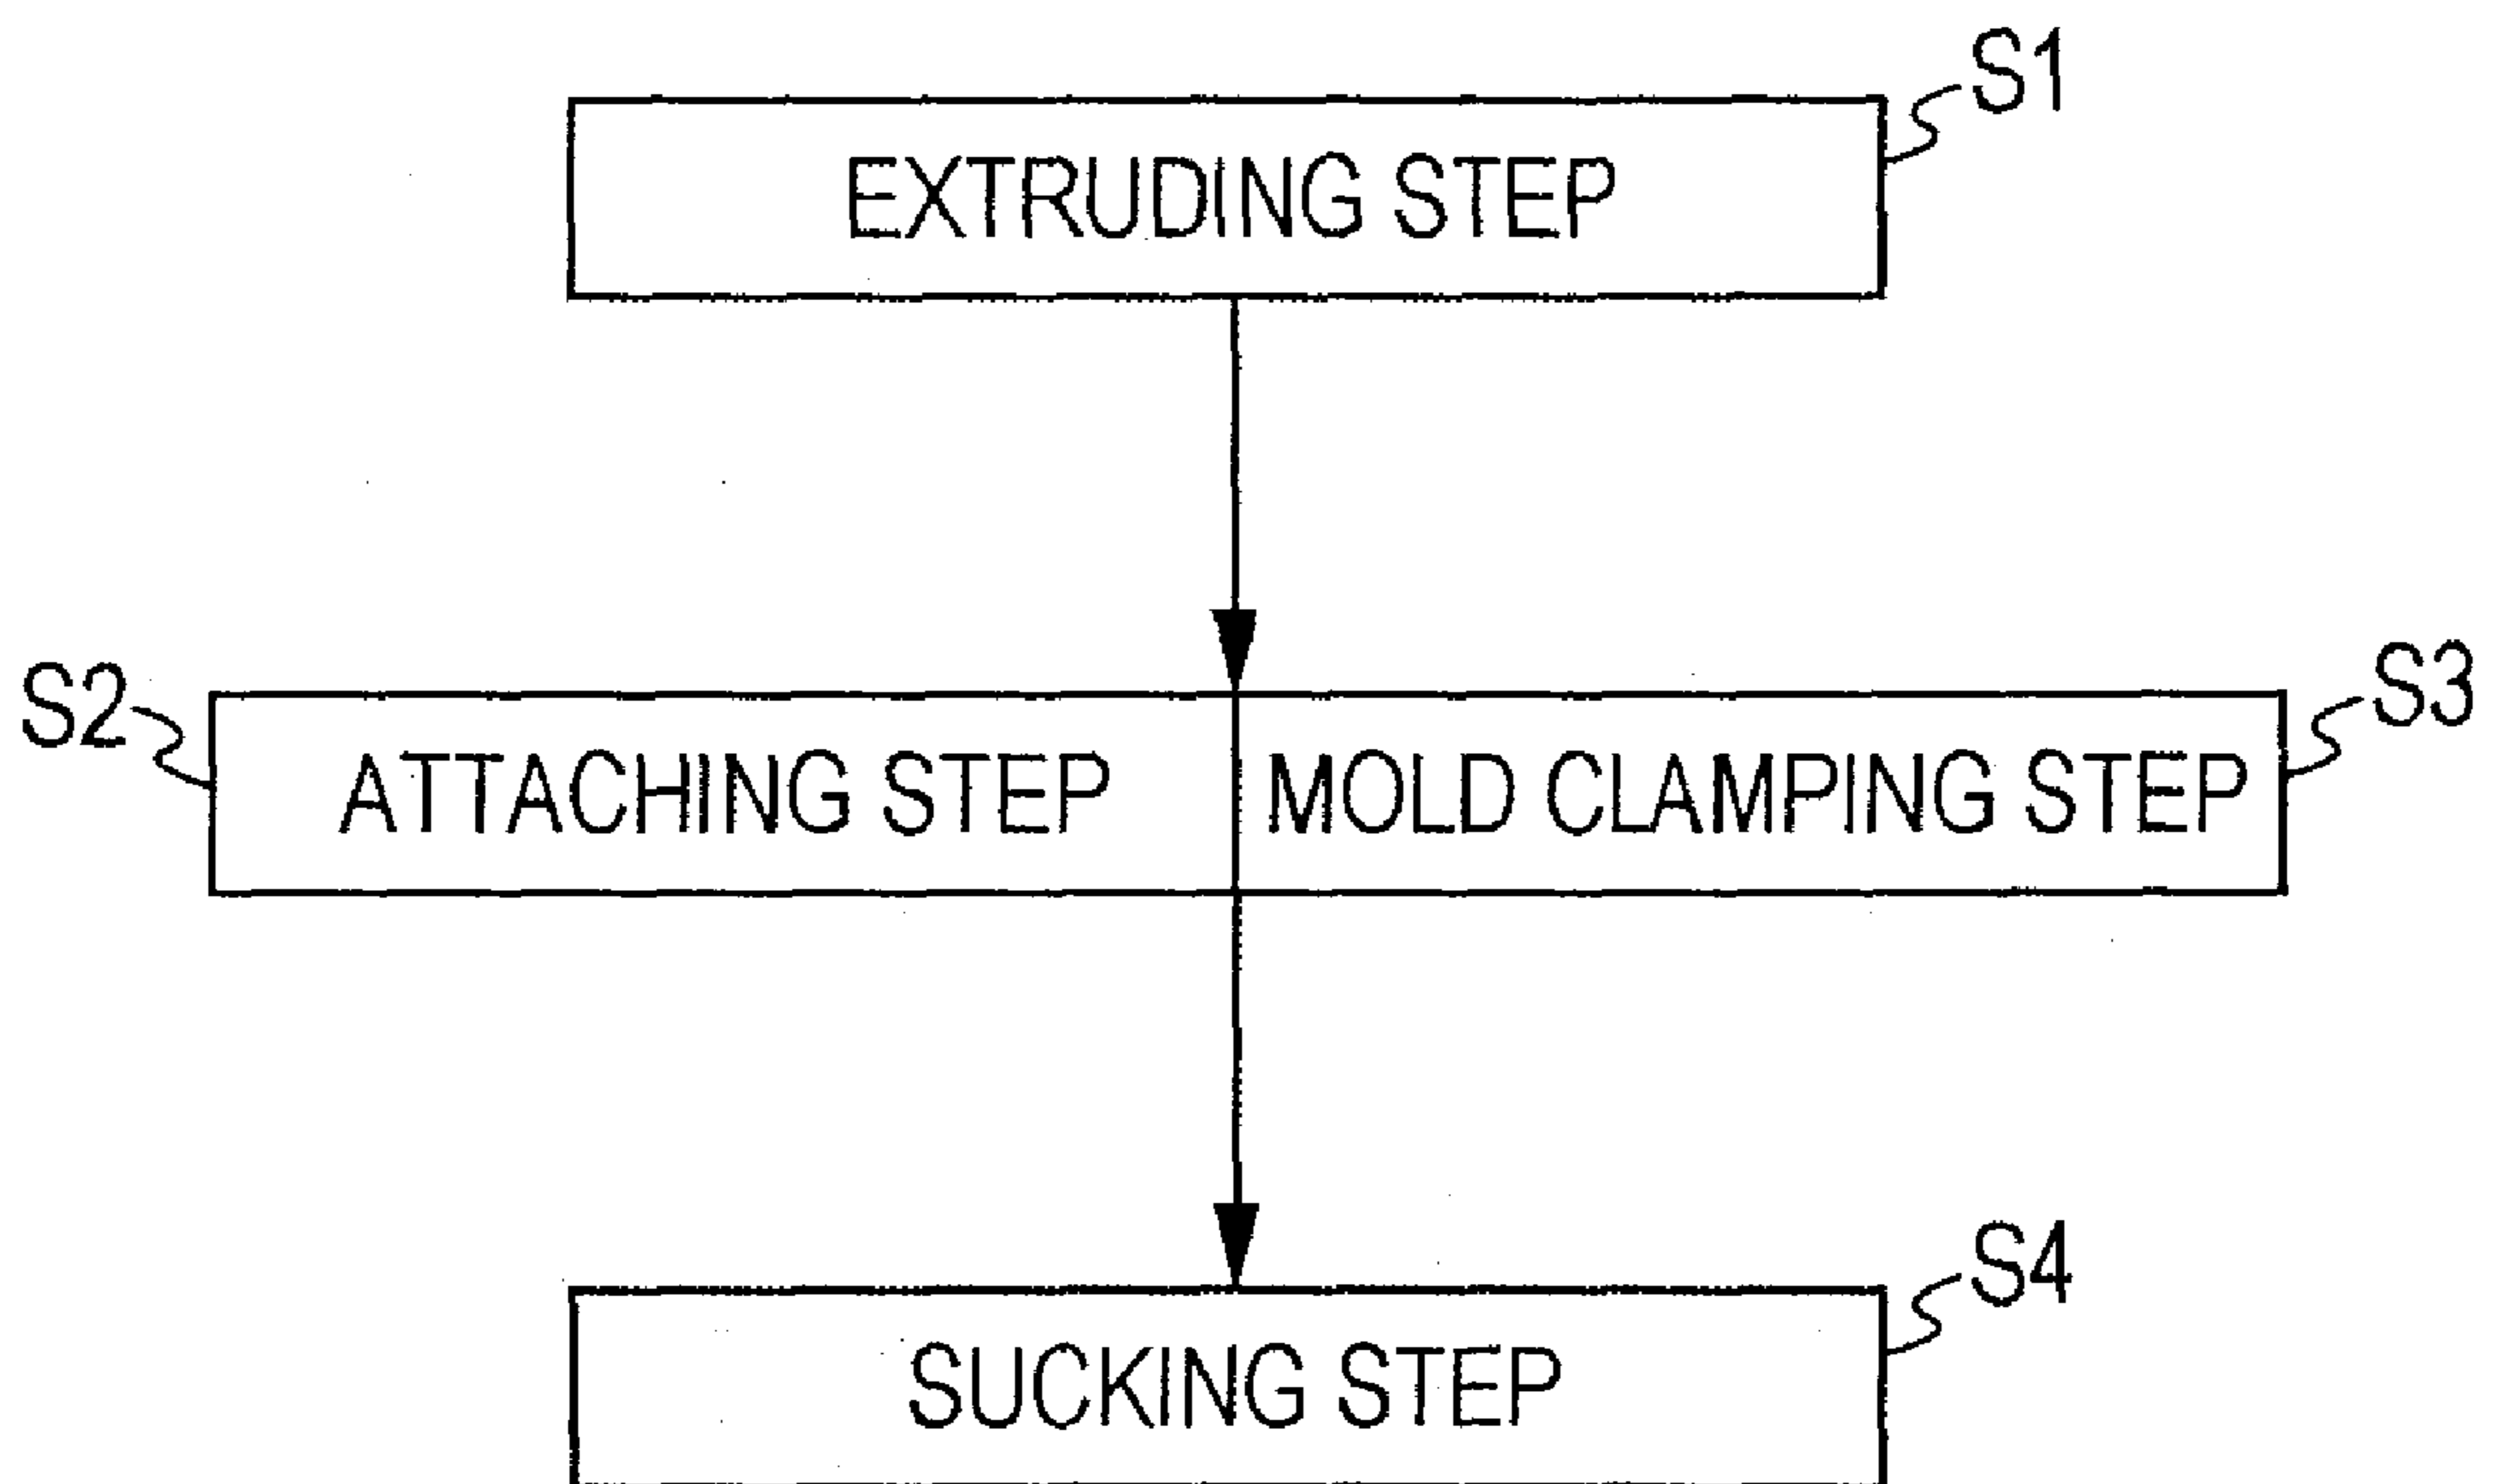 S1
EXTRUDING STEP
S2
S3
ATTACHING STEP
MOLD CLAMPING STEP
S4
SUCKING STEP